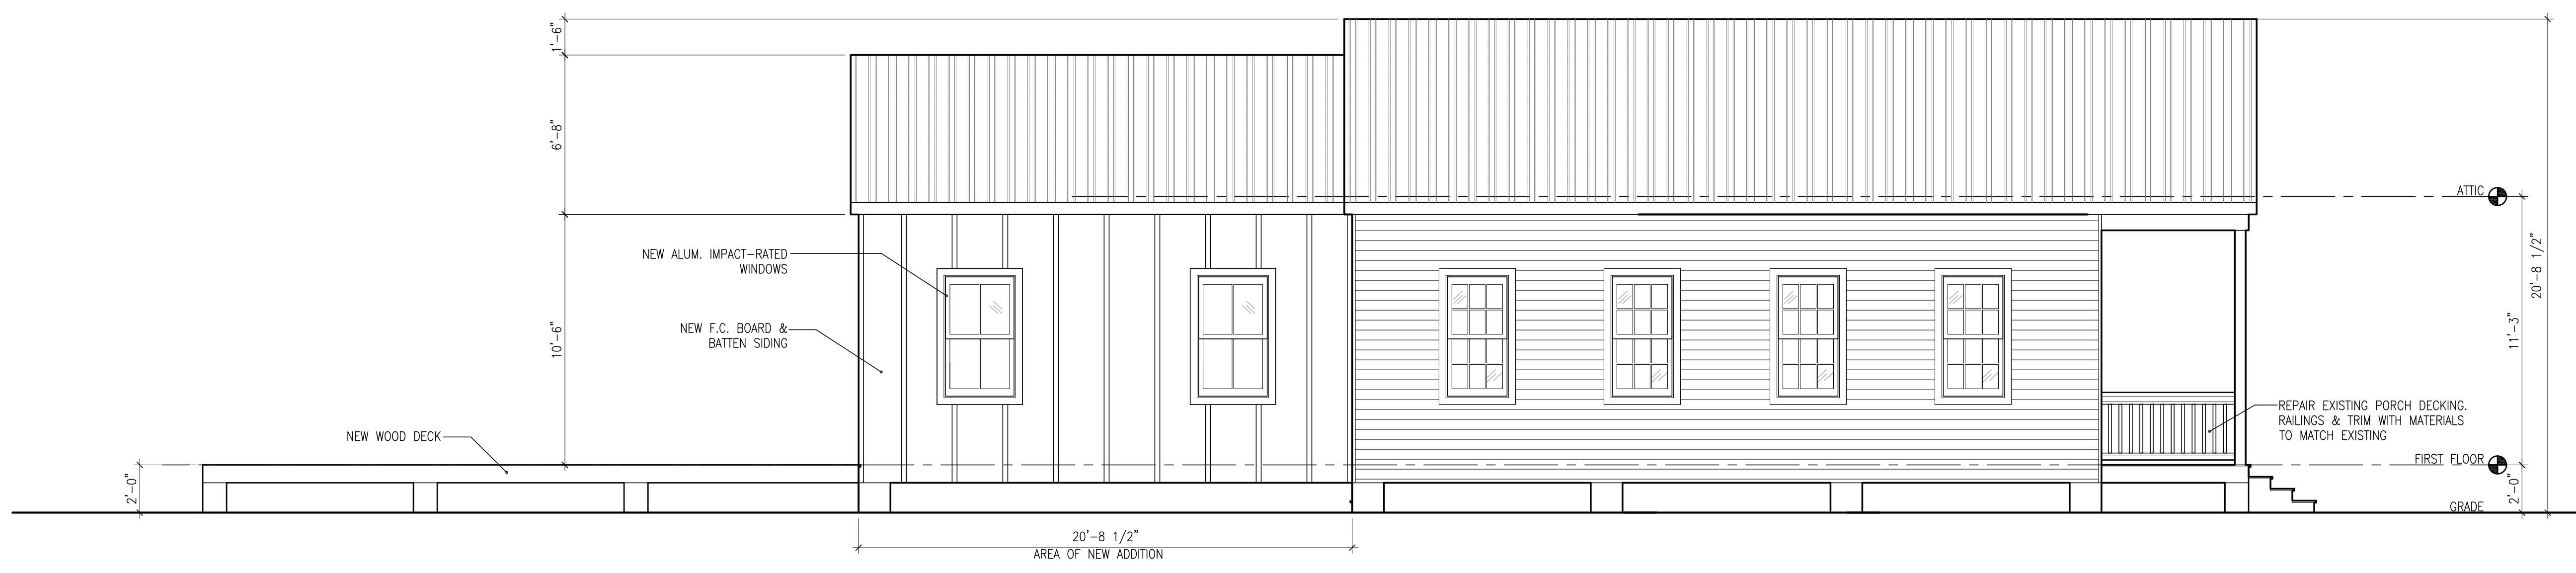 1'-6"
6'-8"
10'-6"
2'-0"
NEW ALUM. IMPACT-RATED
WINDOWS
NEW F.C. BOARD &
BATTEN SIDING
NEW WOOD DECK
20'-8 1/2"
AREA OF NEW ADDITION
ATTIC
20'-8 1/2"
11'-3"
REPAIR EXISTING PORCH DECKING.
RAILINGS & TRIM WITH MATERIALS
TO MATCH EXISTING
FIRST FLOOR
2'-0"
GRADE